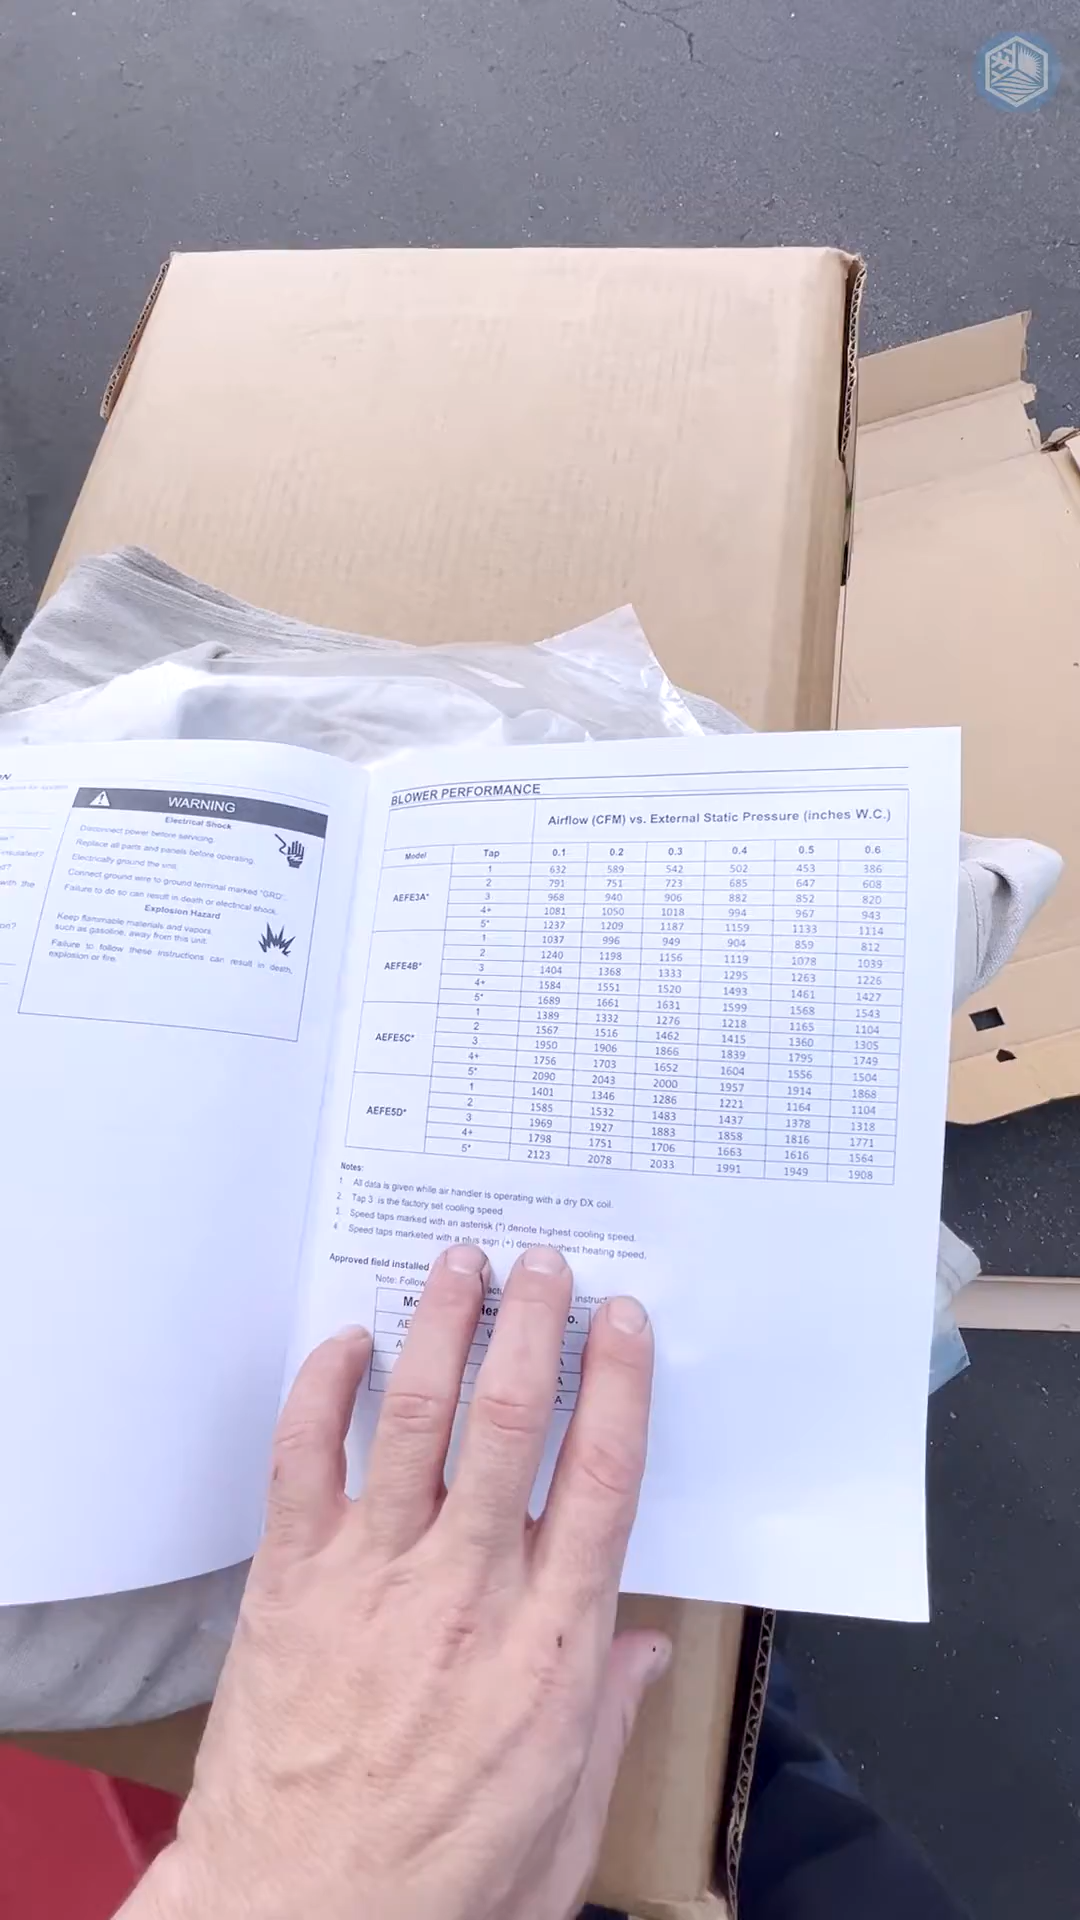 WARNING
Electrical Shock
Disconnect power before servicing.
Replace all parts and panels before operating.
Electrically ground the unit.
Connect ground wire to ground terminal marked "GRD".
Failure to do so can result in death or electrical shock.
Explosion Hazard
Keep flammable materials and vapors,
such as gasoline, away from this unit.
Failure to follow these instructions can result in death,
explosion or fire.
with the
BLOWER PERFORMANCE
Airflow (CFM) vs. External Static Pressure (inches W.C.)
Model Tap 0.1 0.2 0.3 0.4 0.5 0.6
AEFE3A* 1 632 589 542 502 453 386
2 791 751 723 685 647 608
3 968 940 906 882 852 820
4+ 1081 1050 1018 994 967 943
5* 1237 1209 1187 1159 1133 1114
AEFE4B* 1 1037 996 949 904 859 812
2 1240 1198 1156 1119 1078 1039
3 1404 1368 1333 1295 1263 1226
4+ 1584 1551 1520 1493 1461 1427
5* 1689 1661 1631 1599 1568 1543
AEFE5C* 1 1389 1332 1276 1218 1165 1104
2 1567 1516 1462 1415 1360 1305
3 1950 1906 1866 1839 1795 1749
4+ 1756 1703 1652 1604 1556 1504
5* 2090 2043 2000 1957 1914 1868
AEFE5D* 1 1401 1346 1286 1221 1164 1104
2 1585 1532 1483 1437 1378 1318
3 1969 1927 1883 1858 1816 1771
4+ 1798 1751 1706 1663 1616 1564
5* 2123 2078 2033 1991 1949 1908
Notes:
1 All data is given while air handler is operating with a dry DX coil.
2. Tap 3 is the factory set cooling speed
3 Speed taps marked with an asterisk (*) denote highest cooling speed.
4 Speed taps marketed with a plus sign (+) denote highest heating speed.
Approved field installed
Note: Follow